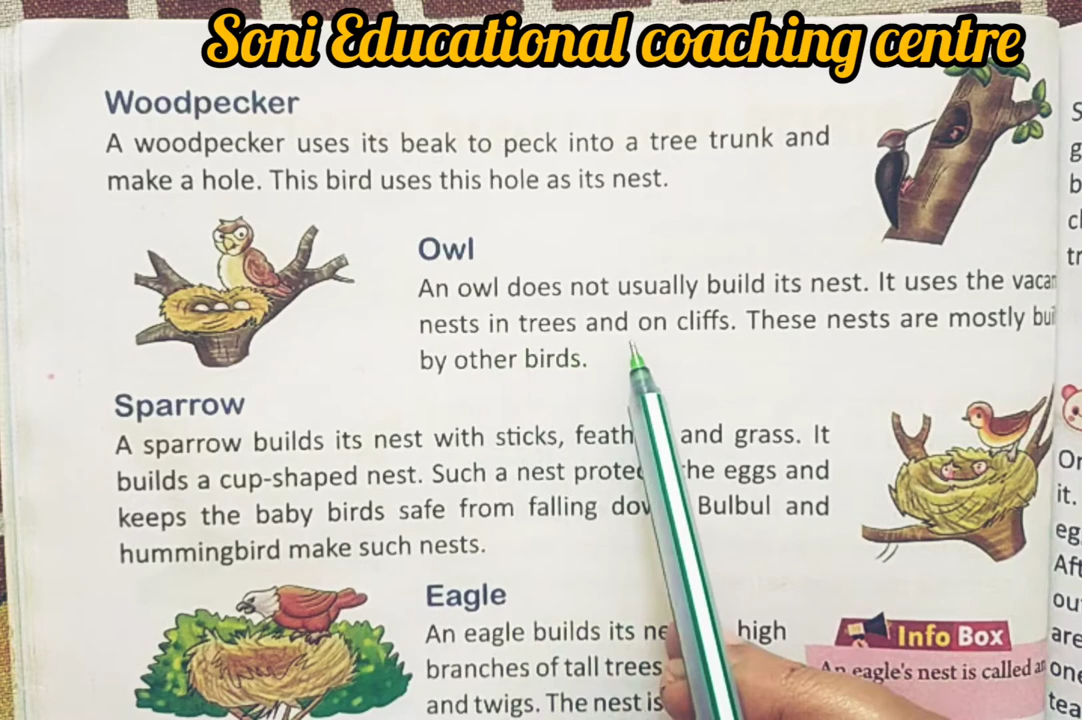 Soni Educational coaching centre
Woodpecker
A woodpecker uses its beak to peck into a tree trunk and
make a hole. This bird uses this hole as its nest.
Owl
An owl does not usually build its nest. It uses the
nests in trees and on cliffs. These nests are mostly
by other birds.
Sparrow
A sparrow builds its nest with sticks, and grass. It
builds a cup-shaped nest. Such a nest the eggs and
keeps the baby birds safe from falling Bulbul and
hummingbird make such nests.
Eagle
An eagle builds its high
branches of tall trees
and twigs. The nest is
Info Box
An eagle's nest is called an
it.